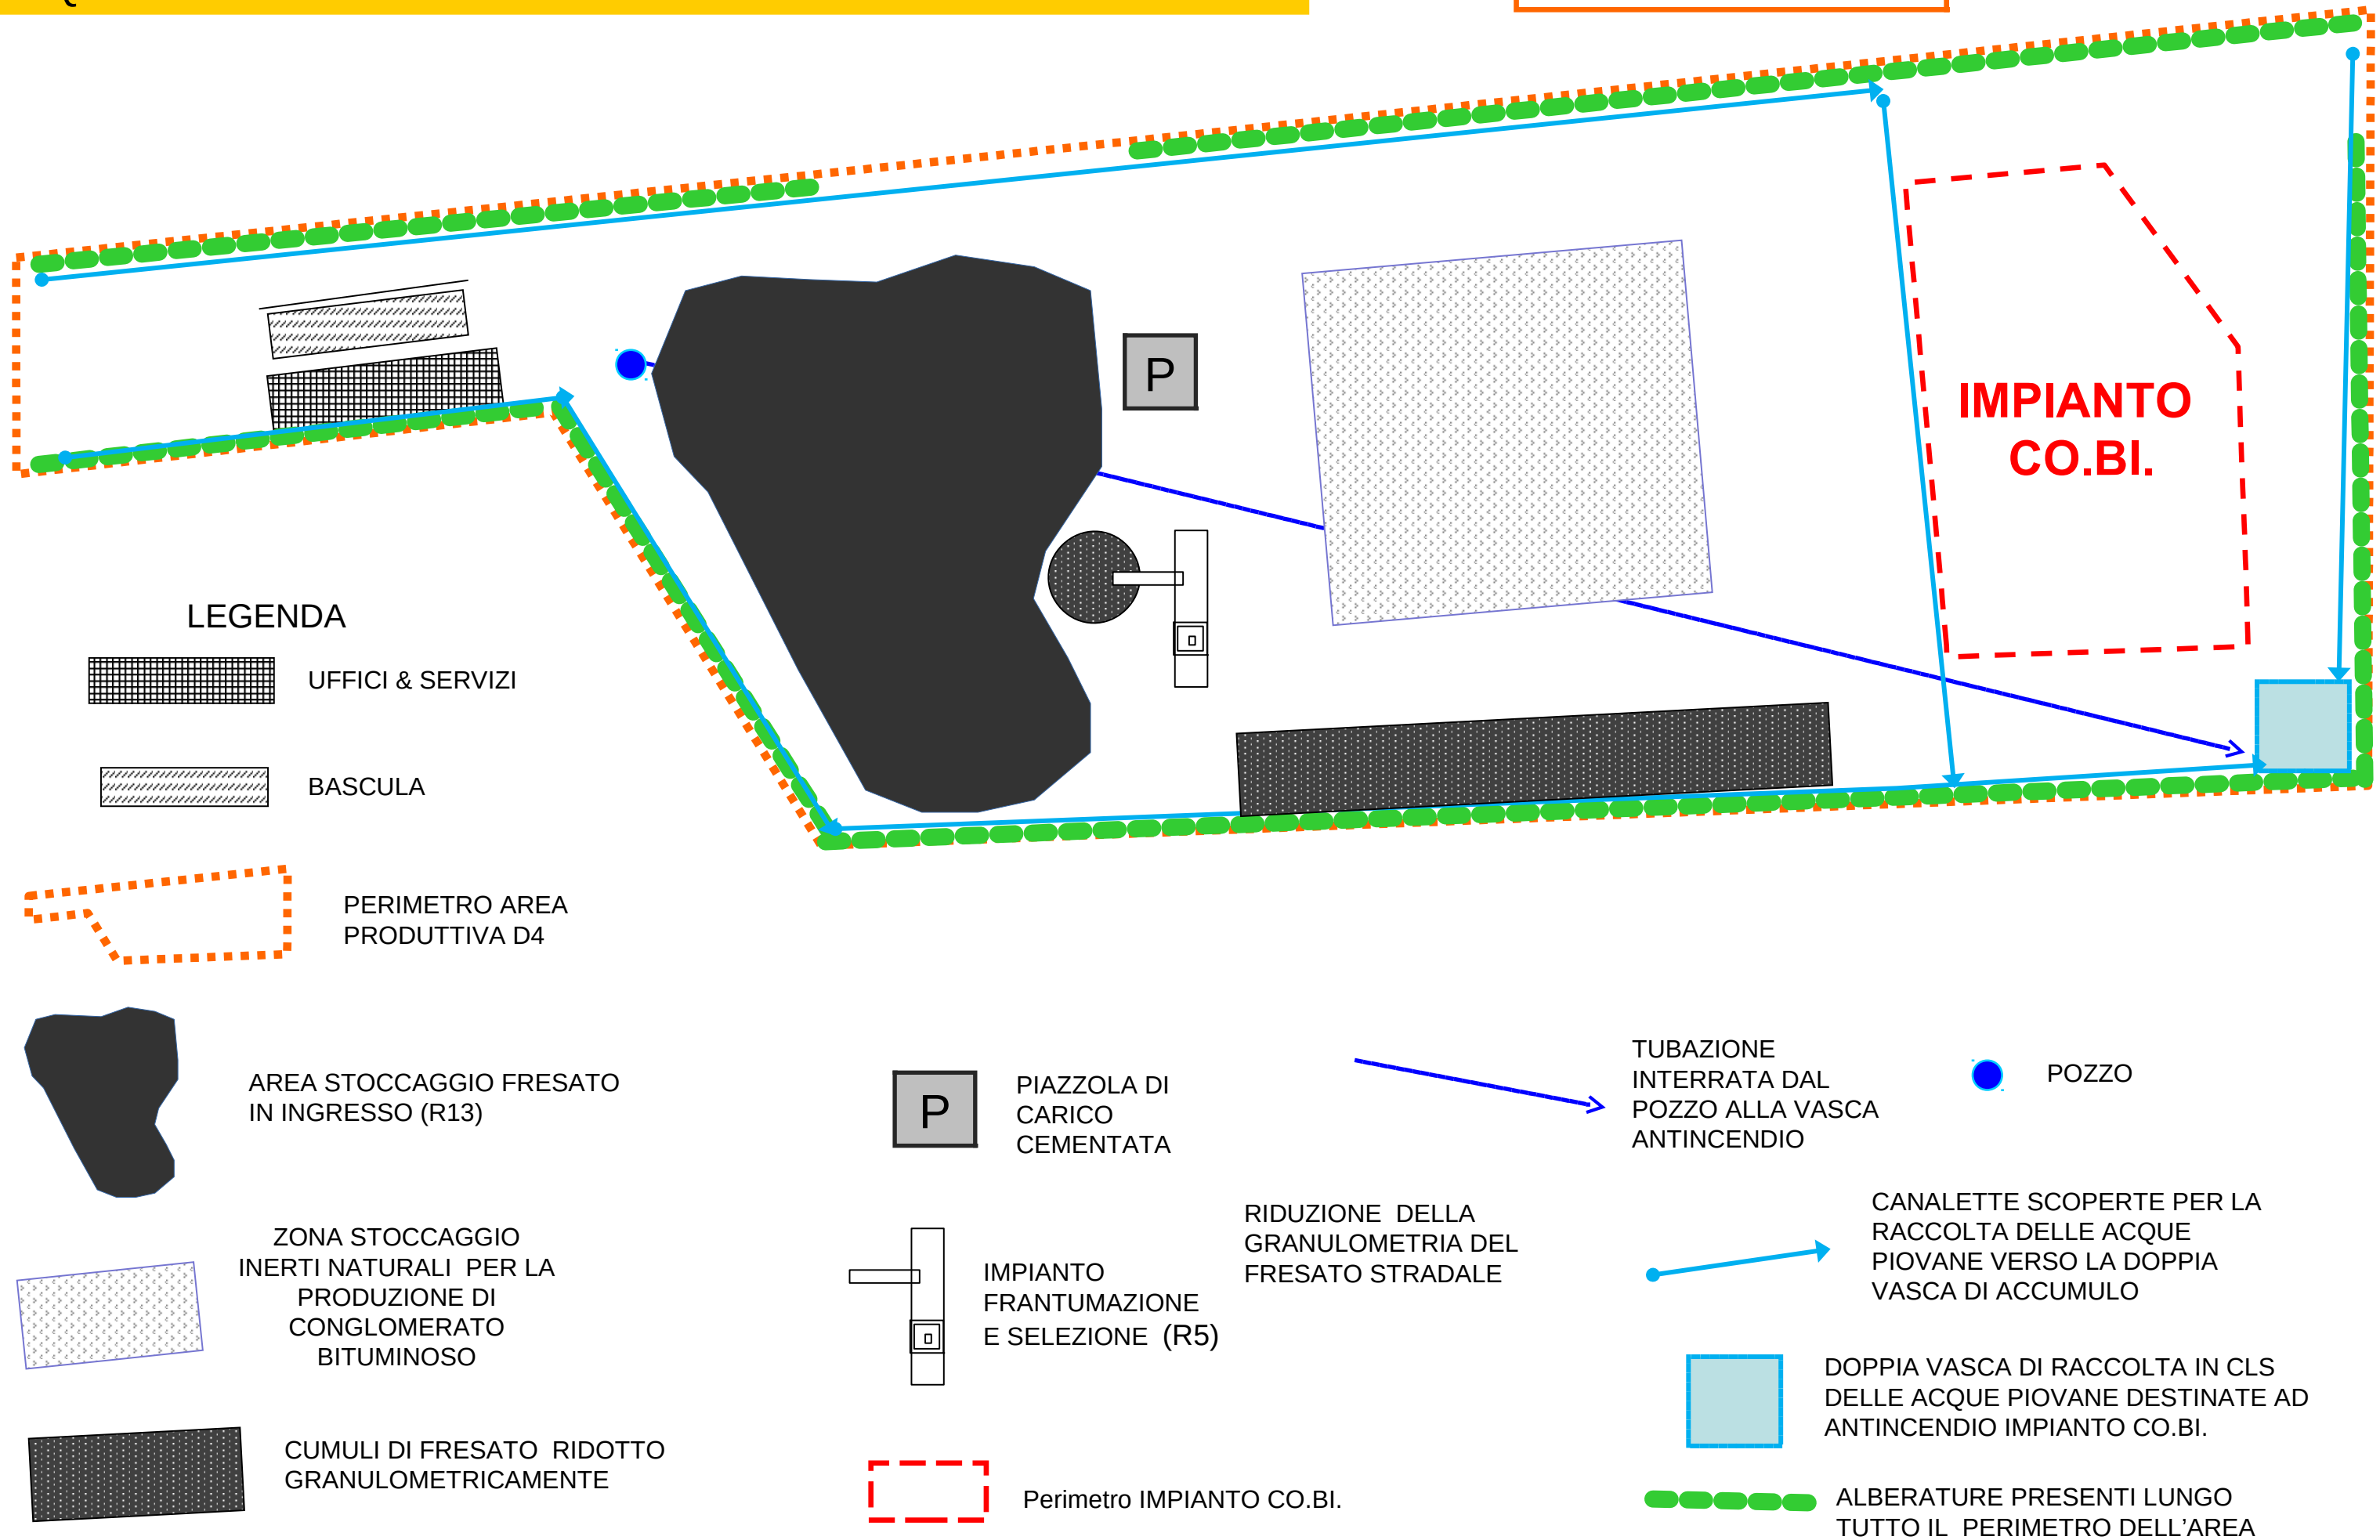 P
IMPIANTO
CO.BI.
LEGENDA
UFFICI & SERVIZI
BASCULA
PERIMETRO AREA
PRODUTTIVA D4
AREA STOCCAGGIO FRESATO
IN INGRESSO (R13)
ZONA STOCCAGGIO
INERTI NATURALI PER LA
PRODUZIONE DI
CONGLOMERATO
BITUMINOSO
CUMULI DI FRESATO RIDOTTO
GRANULOMETRICAMENTE
P
PIAZZOLA DI
CARICO
CEMENTATA
IMPIANTO
FRANTUMAZIONE
E SELEZIONE (R5)
RIDUZIONE DELLA
GRANULOMETRIA DEL
FRESATO STRADALE
Perimetro IMPIANTO CO.BI.
TUBAZIONE
INTERRATA DAL
POZZO ALLA VASCA
ANTINCENDIO
POZZO
CANALETTE SCOPERTE PER LA
RACCOLTA DELLE ACQUE
PIOVANE VERSO LA DOPPIA
VASCA DI ACCUMULO
DOPPIA VASCA DI RACCOLTA IN CLS
DELLE ACQUE PIOVANE DESTINATE AD
ANTINCENDIO IMPIANTO CO.BI.
ALBERATURE PRESENTI LUNGO
TUTTO IL PERIMETRO DELL'AREA